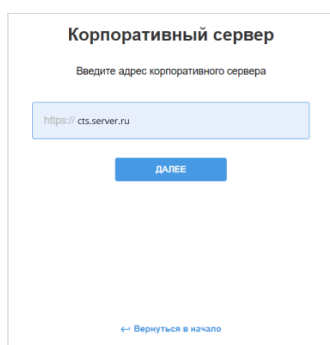 Корпоративный сервер
Введите адрес корпоративного сервера
https:// cts.server.ru
ДАЛЕЕ
↩ Вернуться в начало